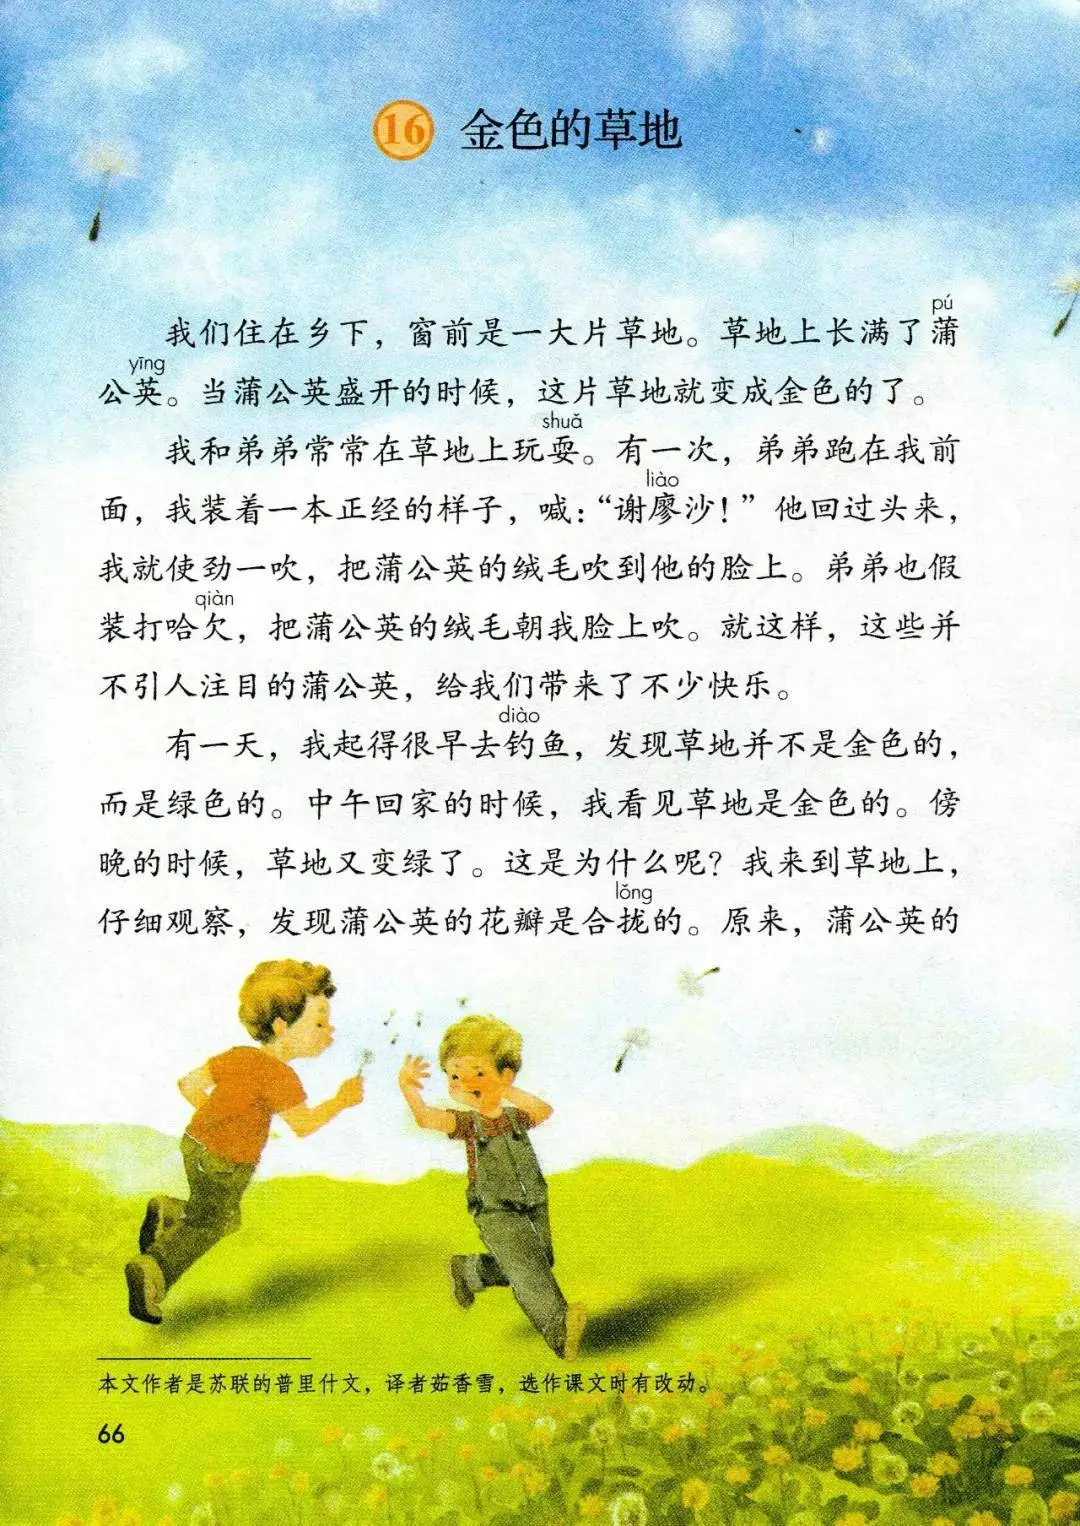 16 金色的草地
pú
我们住在乡下，窗前是一大片草地。草地上长满了蒲
yīng
公英。当蒲公英盛开的时候，这片草地就变成金色的了。
shuǎ
我和弟弟常常在草地上玩耍。有一次，弟弟跑在我前
liào
面，我装着一本正经的样子，喊：“谢廖沙！”他回过头来，
我就使劲一吹，把蒲公英的绒毛吹到他的脸上。弟弟也假
qiàn
装打哈欠，把蒲公英的绒毛朝我脸上吹。就这样，这些并
不引人注目的蒲公英，给我们带来了不少快乐。
diào
有一天，我起得很早去钓鱼，发现草地并不是金色的，
而是绿色的。中午回家的时候，我看见草地是金色的。傍
晚的时候，草地又变绿了。这是为什么呢？我来到草地上，
lǒng
仔细观察，发现蒲公英的花瓣是合拢的。原来，蒲公英的
本文作者是苏联的普里什文，译者茹香雪，选作课文时有改动。
66